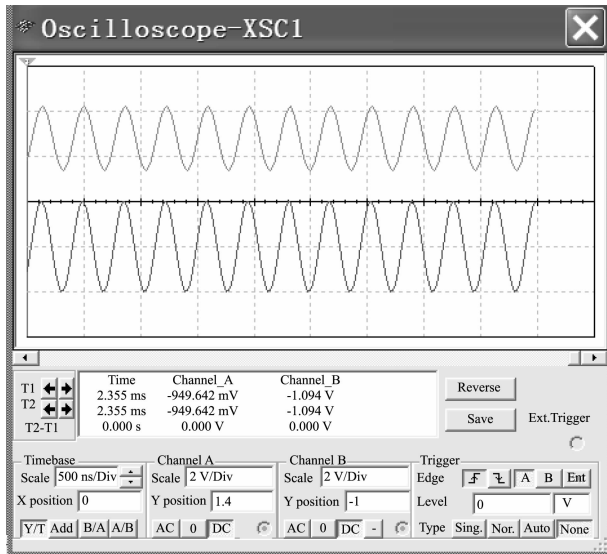 Oscilloscope-XSC1
Time Channel_A Channel_B
T1 2.355 ms -949.642 mV -1.094 V
T2 2.355 ms -949.642 mV -1.094 V
T2-T1 0.000 s 0.000 V 0.000 V
Reverse
Save
Ext.Trigger
Timebase
Scale 500 ns/Div
X position 0
Y/T Add B/A A/B
Channel A
Scale 2 V/Div
Y position 1.4
AC 0 DC
Channel B
Scale 2 V/Div
Y position -1
AC 0 DC -
Trigger
Edge A B Ent
Level 0 V
Type Sing. Nor. Auto None